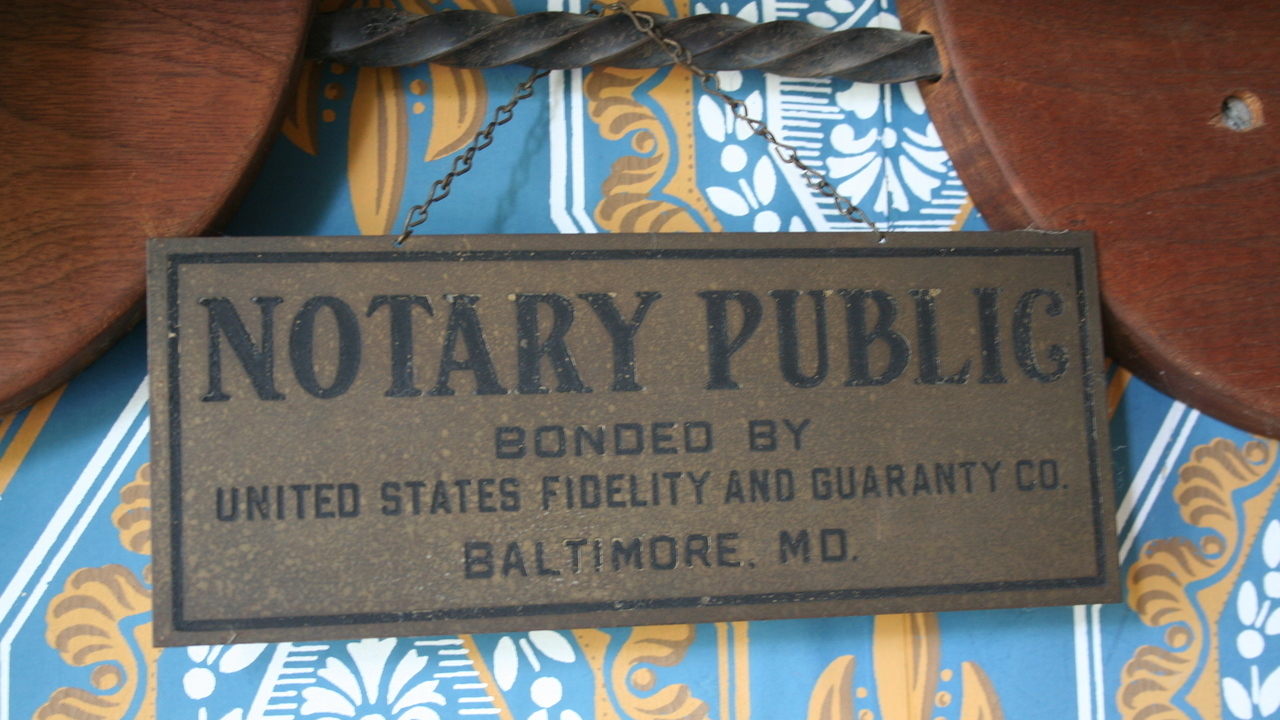 NOTARY PUBLIC
BONDED BY
UNITED STATES FIDELITY AND GUARANTY CO.
BALTIMORE, MD.